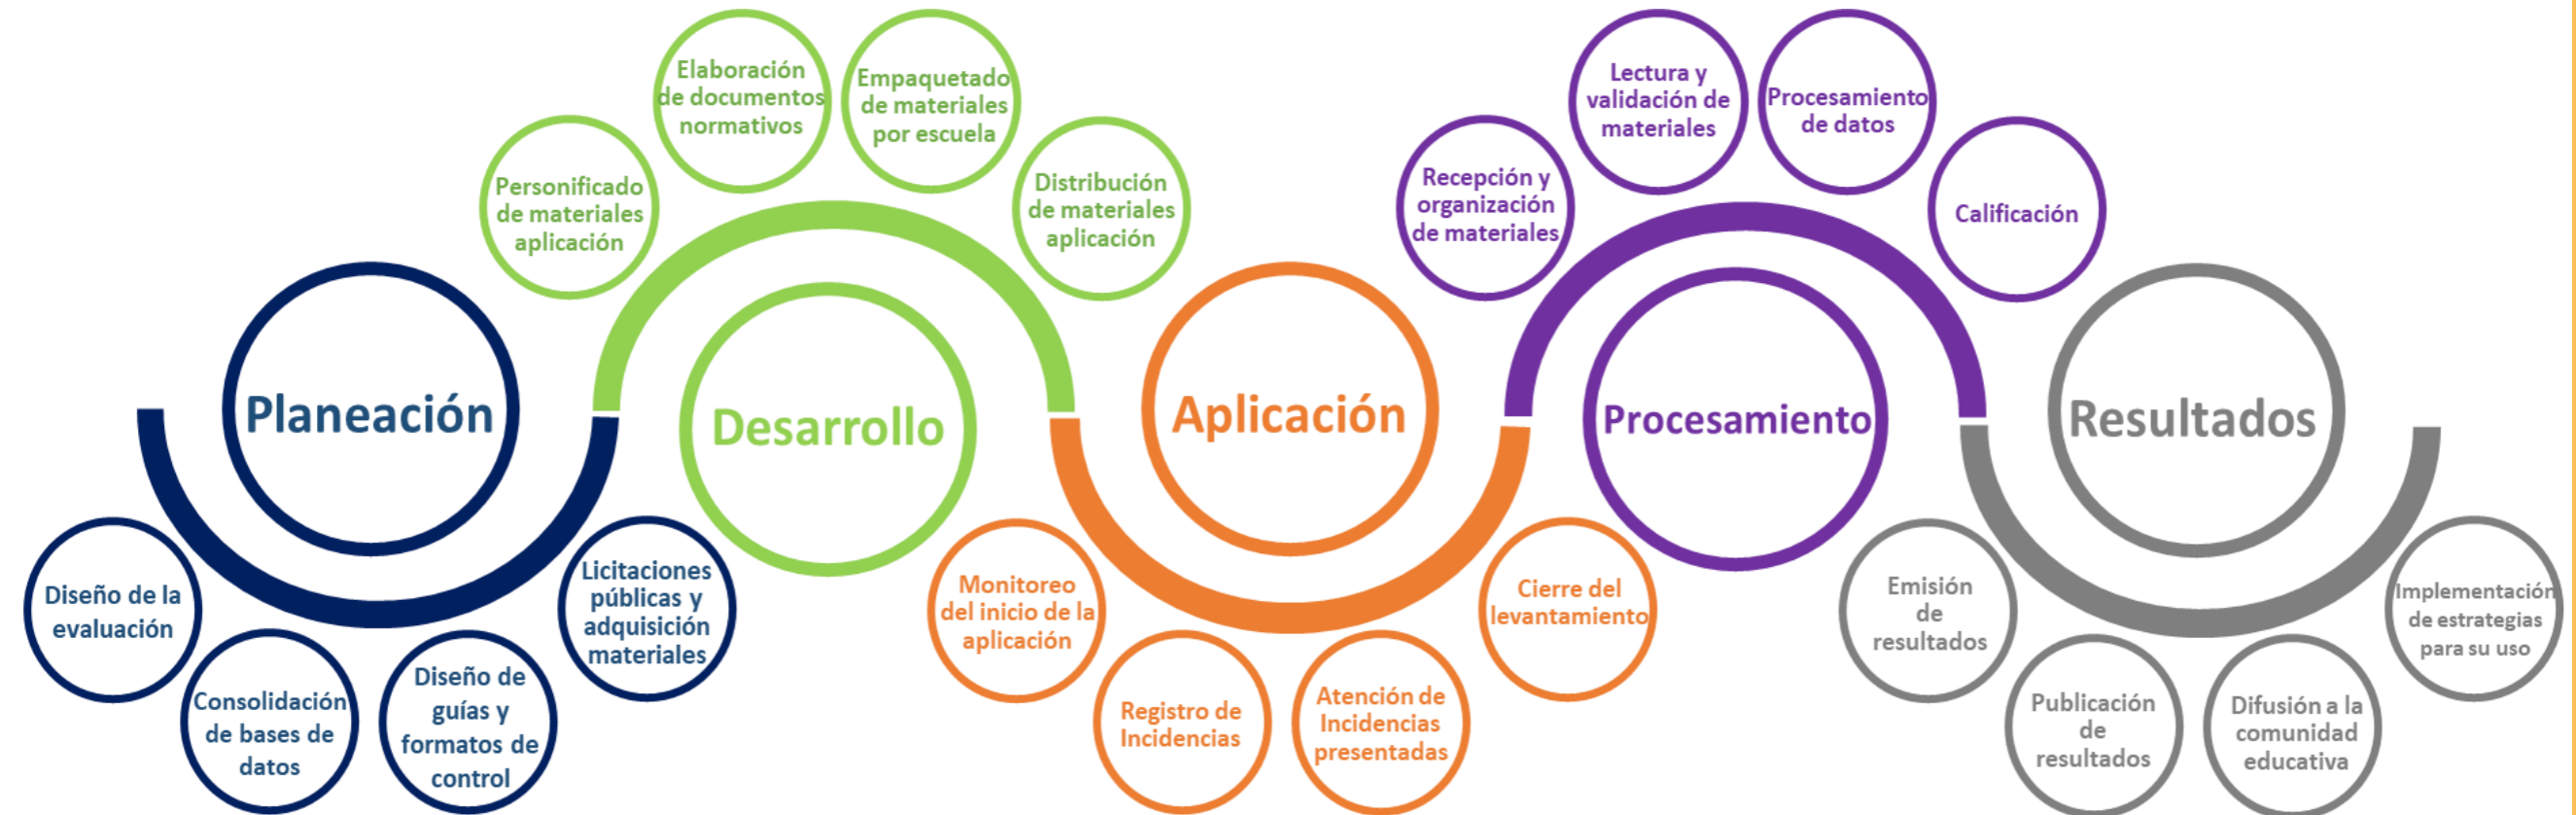 Planeación
Diseño de la
evaluación
Consolidación
de bases de
datos
Diseño de
guías y
formatos de
control
Licitaciones
públicas y
adquisición
materiales
Desarrollo
Personificado
de materiales
aplicación
Elaboración
de documentos
normativos
Empaquetado
de materiales
por escuela
Distribución
de materiales
aplicación
Aplicación
Monitoreo
del inicio de la
aplicación
Registro de
Incidencias
Atención de
Incidencias
presentadas
Cierre del
levantamiento
Procesamiento
Recepción y
organización
de materiales
Lectura y
validación de
materiales
Procesamiento
de datos
Calificación
Resultados
Emisión
de
resultados
Publicación
de
resultados
Difusión a la
comunidad
educativa
Implementación
de estrategias
para su uso